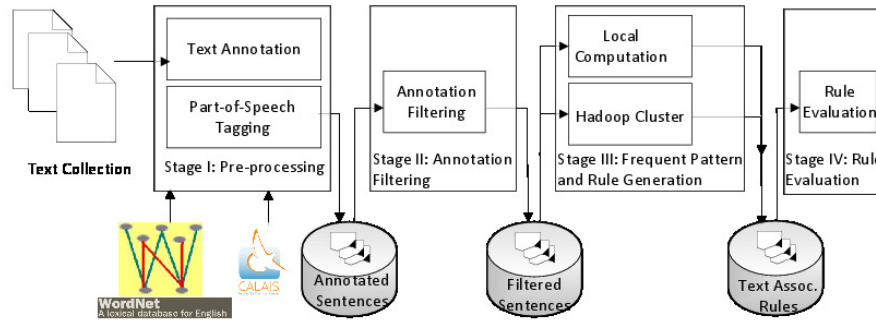 Text Collection
Text Annotation
Part-of-Speech
Tagging
Stage I: Pre-processing
WordNet
A lexical database for English
CALAIS
Annotated
Sentences
Annotation
Filtering
Stage II: Annotation
Filtering
Filtered
Sentences
Local
Computation
Hadoop Cluster
Stage III: Frequent Pattern
and Rule Generation
Text Assoc.
Rules
Rule
Evaluation
Stage IV: Rul
Evaluation